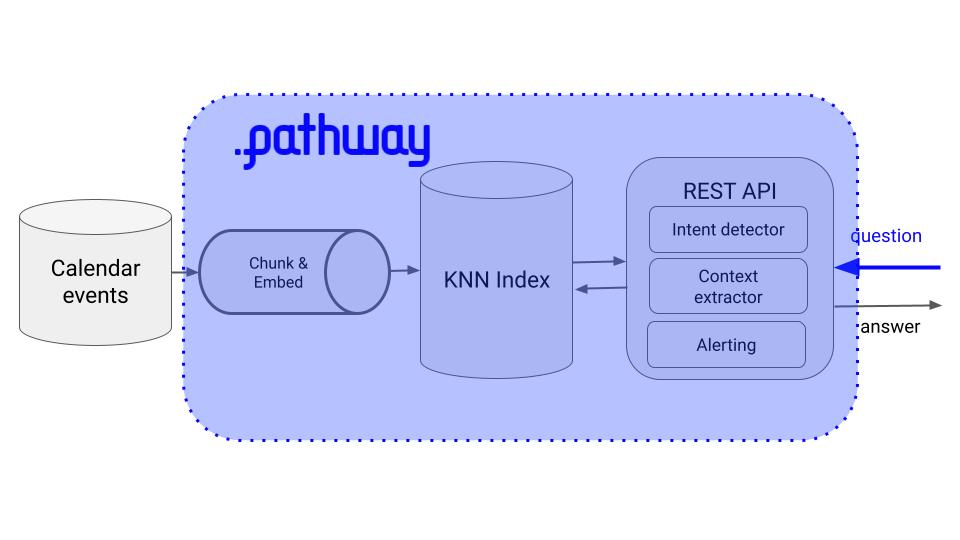 .pathway
Calendar
events
Chunk &
Embed
KNN Index
REST API
Intent detector
Context
extractor
Alerting
question
answer